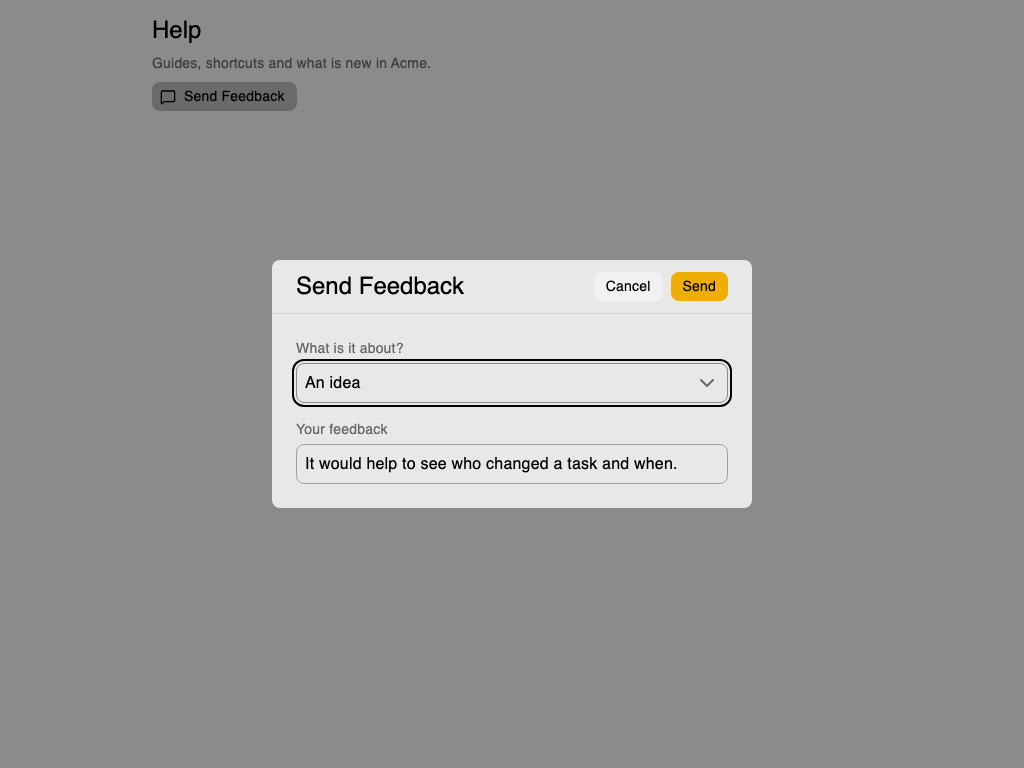 Help
Guides, shortcuts and what is new in Acme.
Send Feedback
Send Feedback
Cancel
Send
What is it about?
An idea
Your feedback
It would help to see who changed a task and when.